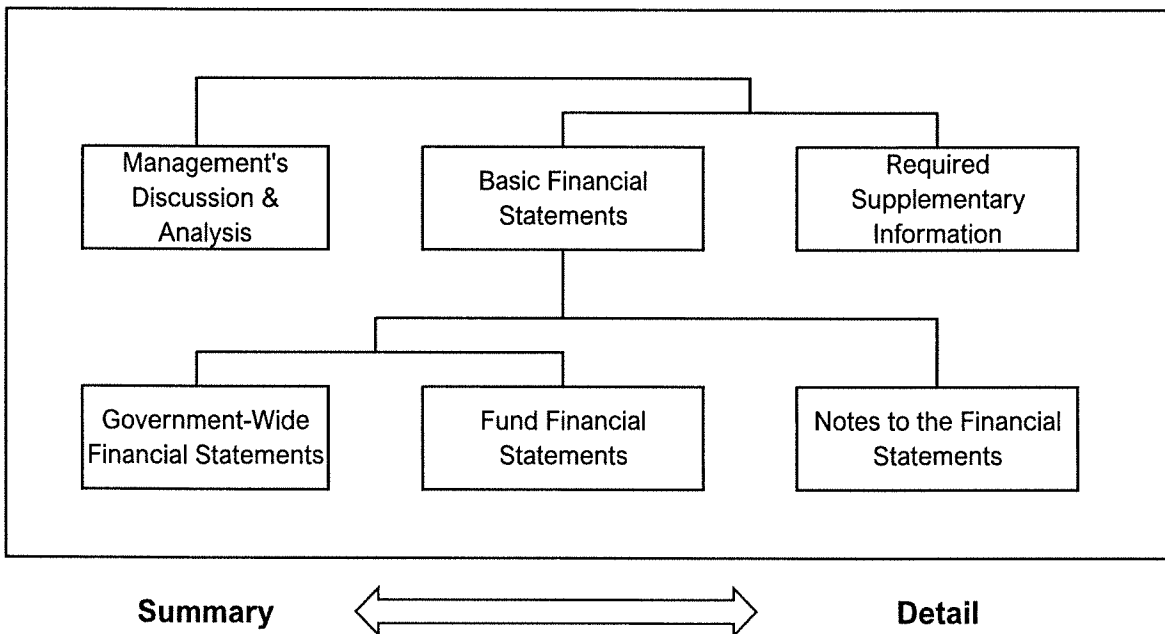 Management's
Discussion &
Analysis
Basic Financial
Statements
Required
Supplementary
Information
Government-Wide
Financial Statements
Fund Financial
Statements
Notes to the Financial
Statements
Summary
Detail